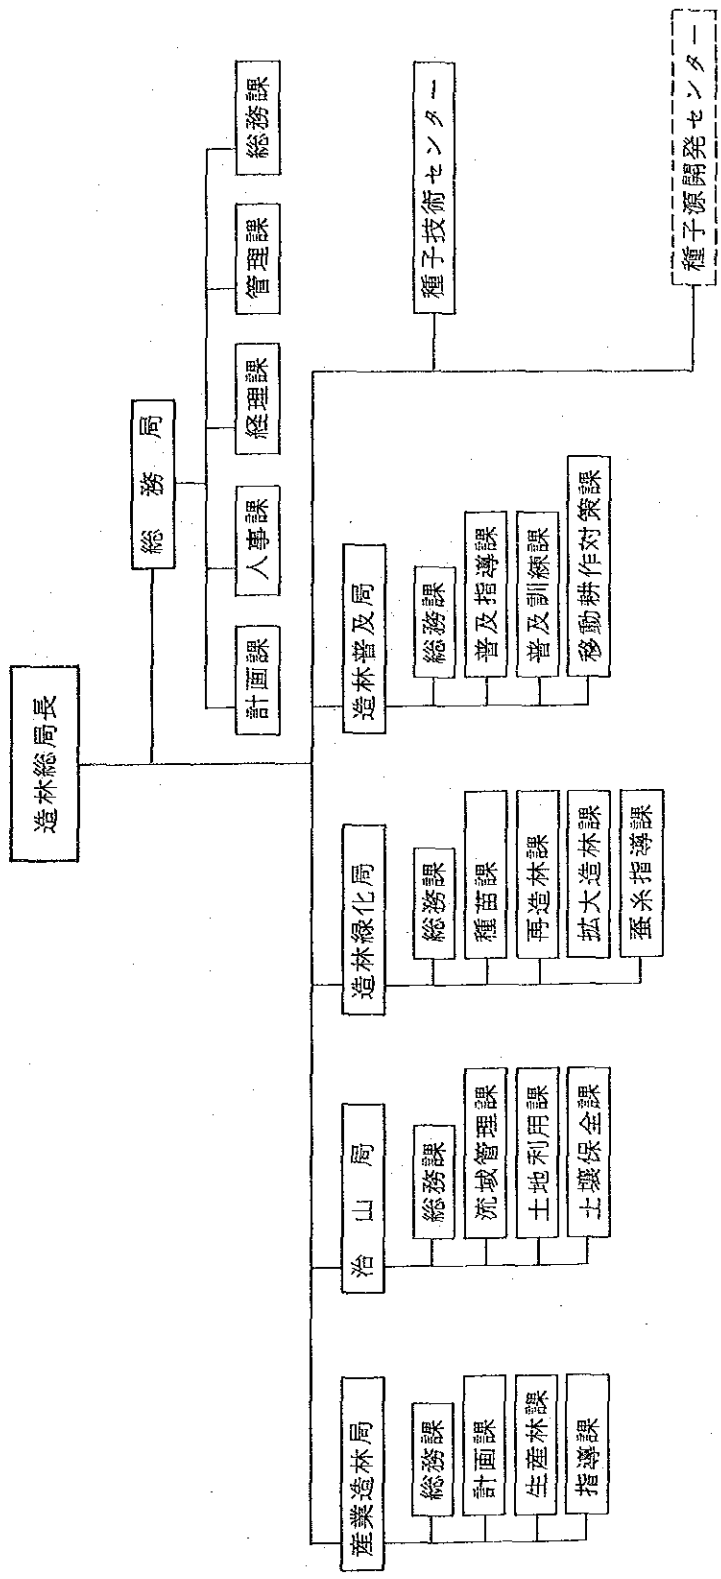 造林総局長
総務局
計画課
人事課
経理課
管理課
総務課
産業造林局
総務課
計画課
生産林課
指導課
治山局
総務課
流域管理課
土地利用課
土壌保全課
造林緑化局
総務課
種苗課
再造林課
拡大造林課
蚕糸指導課
造林普及局
総務課
普及指導課
普及訓練課
移動耕作対策課
種子技術センター
種子源開発センター